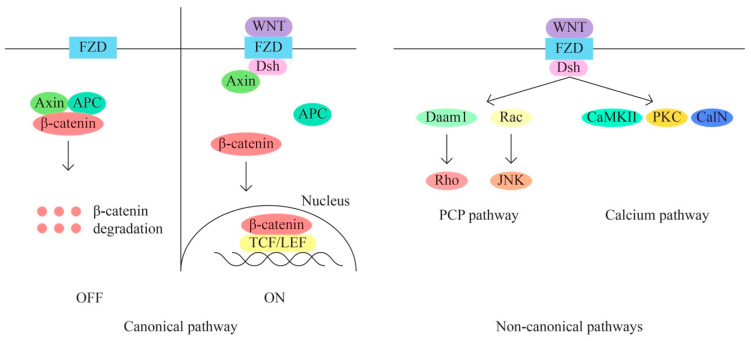 FZD
Axin
APC
β-catenin
β-catenin
degradation
OFF
WNT
FZD
Dsh
Axin
APC
β-catenin
Nucleus
β-catenin
TCF/LEF
ON
Canonical pathway
WNT
FZD
Dsh
Daam1
Rac
CaMKII
PKC
CalN
Rho
JNK
PCP pathway
Calcium pathway
Non-canonical pathways